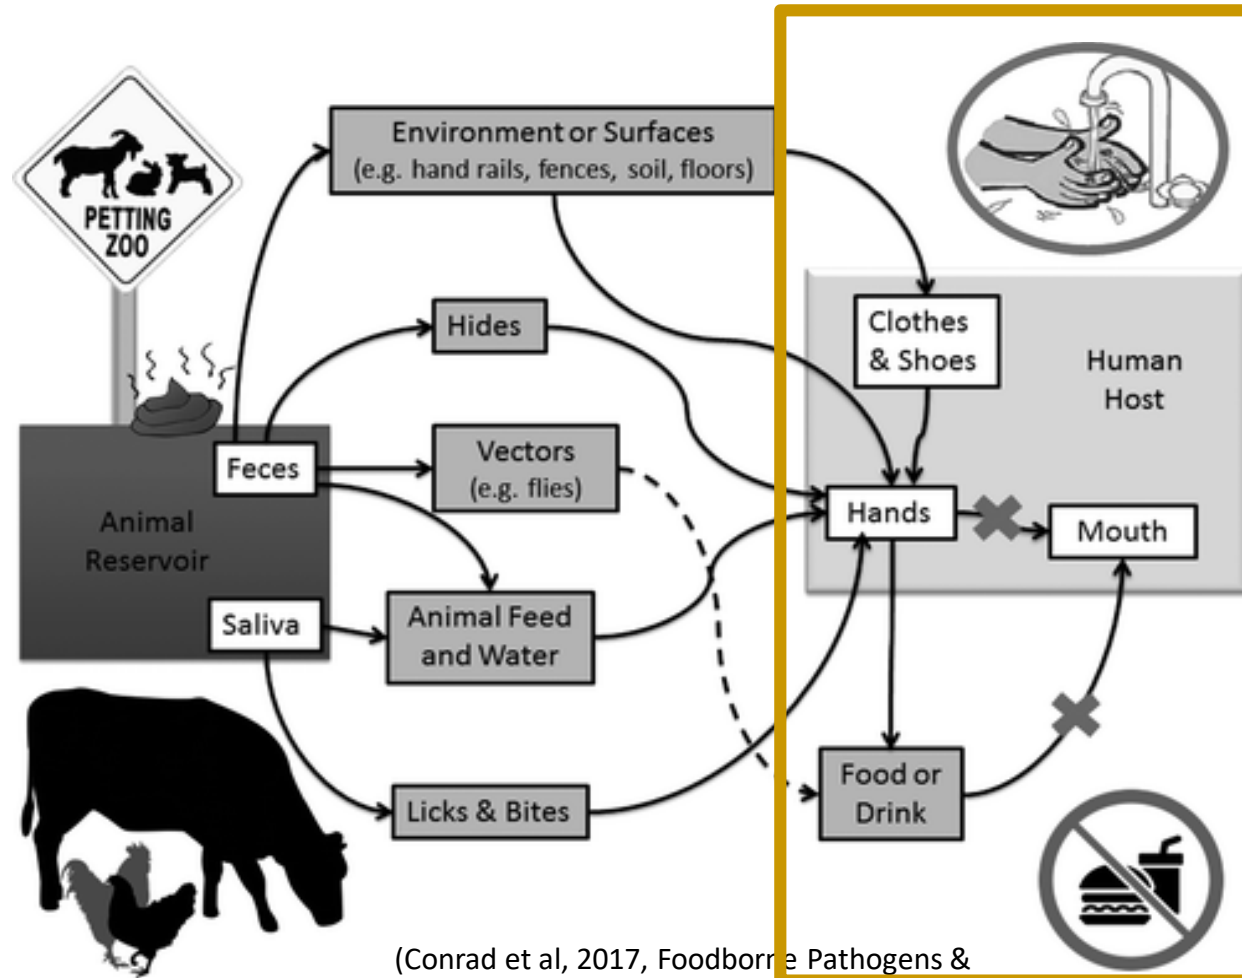 PETTING
ZOO
Environment or Surfaces
(e.g. hand rails, fences, soil, floors)
Hides
Clothes
& Shoes
Human
Host
Feces
Vectors
(e.g. flies)
Animal
Reservoir
Hands
Mouth
Saliva
Animal Feed
and Water
Licks & Bites
Food or
Drink
(Conrad et al, 2017, Foodborne Pathogens &